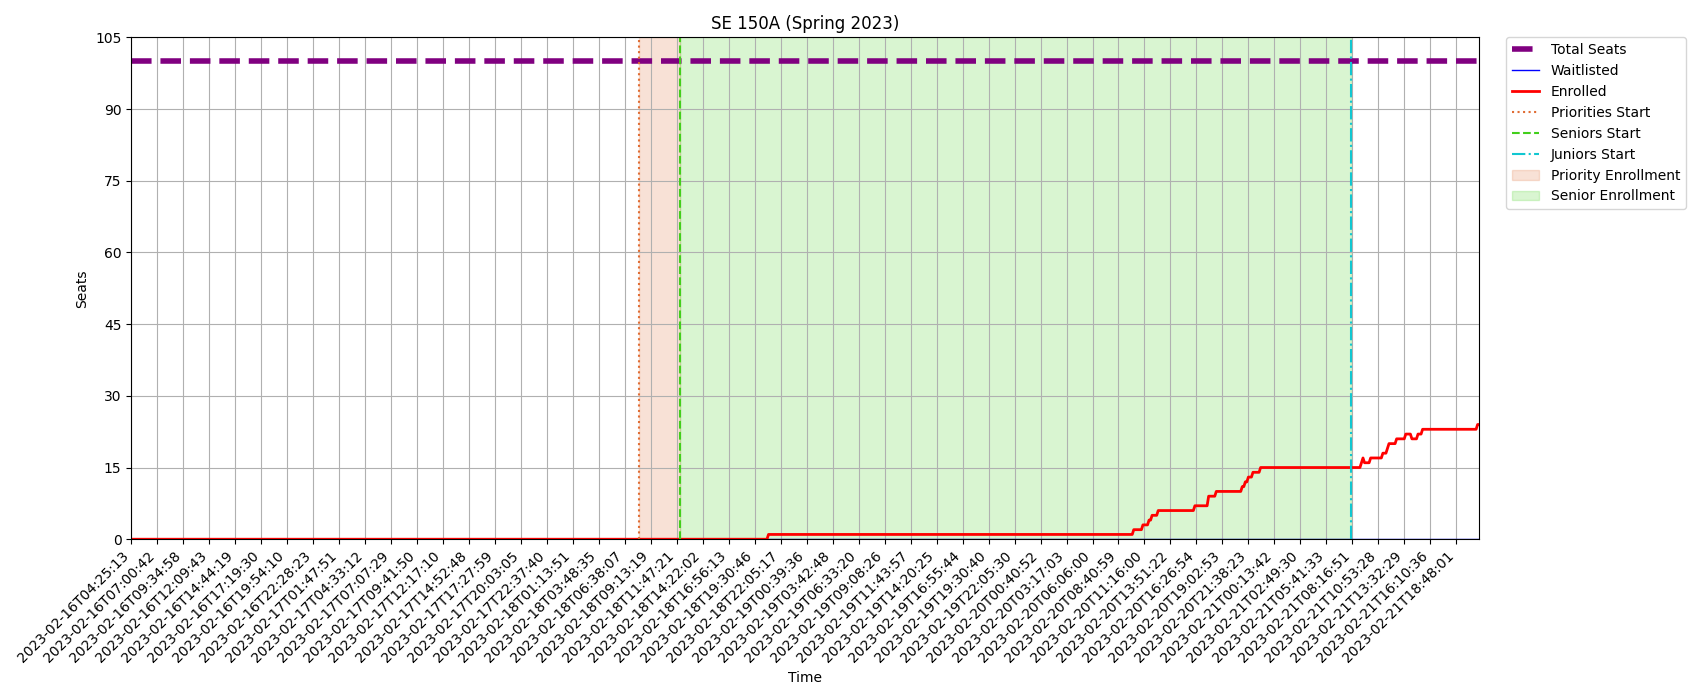 SE 150A (Spring 2023)
105
90
75
60
45
30
15
0
Seats
2023-02-16T04:25:13
2023-02-16T07:00:42
2023-02-16T09:34:58
2023-02-16T12:09:43
2023-02-16T14:44:19
2023-02-16T17:19:30
2023-02-16T19:54:10
2023-02-16T22:28:23
2023-02-17T01:47:51
2023-02-17T04:33:12
2023-02-17T07:07:29
2023-02-17T09:41:50
2023-02-17T12:17:10
2023-02-17T14:52:48
2023-02-17T17:27:59
2023-02-17T20:03:05
2023-02-17T22:37:40
2023-02-18T01:13:51
2023-02-18T03:48:35
2023-02-18T06:38:07
2023-02-18T09:13:19
2023-02-18T11:47:21
2023-02-18T14:22:02
2023-02-18T16:56:13
2023-02-18T19:30:46
2023-02-18T22:05:17
2023-02-19T00:39:36
2023-02-19T03:42:48
2023-02-19T06:33:20
2023-02-19T09:08:26
2023-02-19T11:43:57
2023-02-19T14:20:25
2023-02-19T16:55:44
2023-02-19T19:30:40
2023-02-19T22:05:30
2023-02-20T00:40:52
2023-02-20T03:17:03
2023-02-20T06:06:00
2023-02-20T08:40:59
2023-02-20T11:16:00
2023-02-20T13:51:22
2023-02-20T16:26:54
2023-02-20T19:02:53
2023-02-20T21:38:23
2023-02-21T00:13:42
2023-02-21T02:49:30
2023-02-21T05:41:33
2023-02-21T08:16:51
2023-02-21T10:53:28
2023-02-21T13:32:29
2023-02-21T16:10:36
2023-02-21T18:48:01
Time
Total Seats
Waitlisted
Enrolled
Priorities Start
Seniors Start
Juniors Start
Priority Enrollment
Senior Enrollment